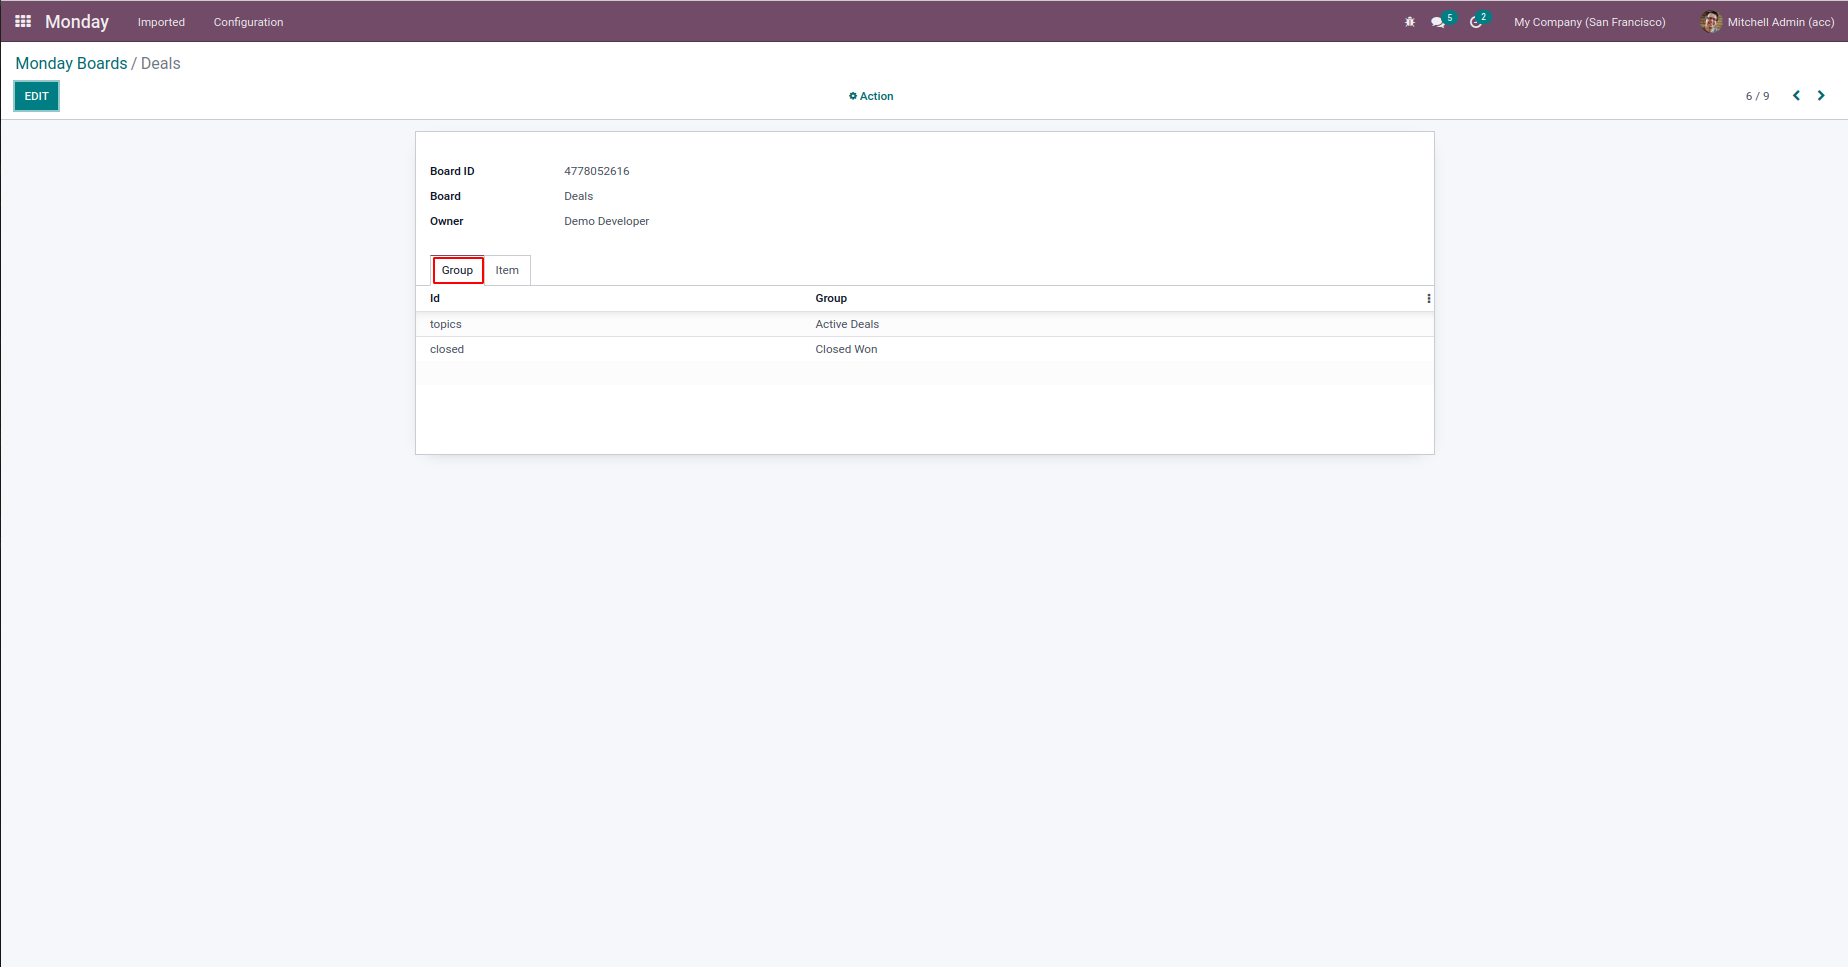 Monday Imported Configuration 5 2 My Company (San Francisco) Mitchell Admin (acc)
Monday Boards / Deals
EDIT Action 6 / 9
Board ID 4778052616
Board Deals
Owner Demo Developer
Group Item
Id Group
topics Active Deals
closed Closed Won